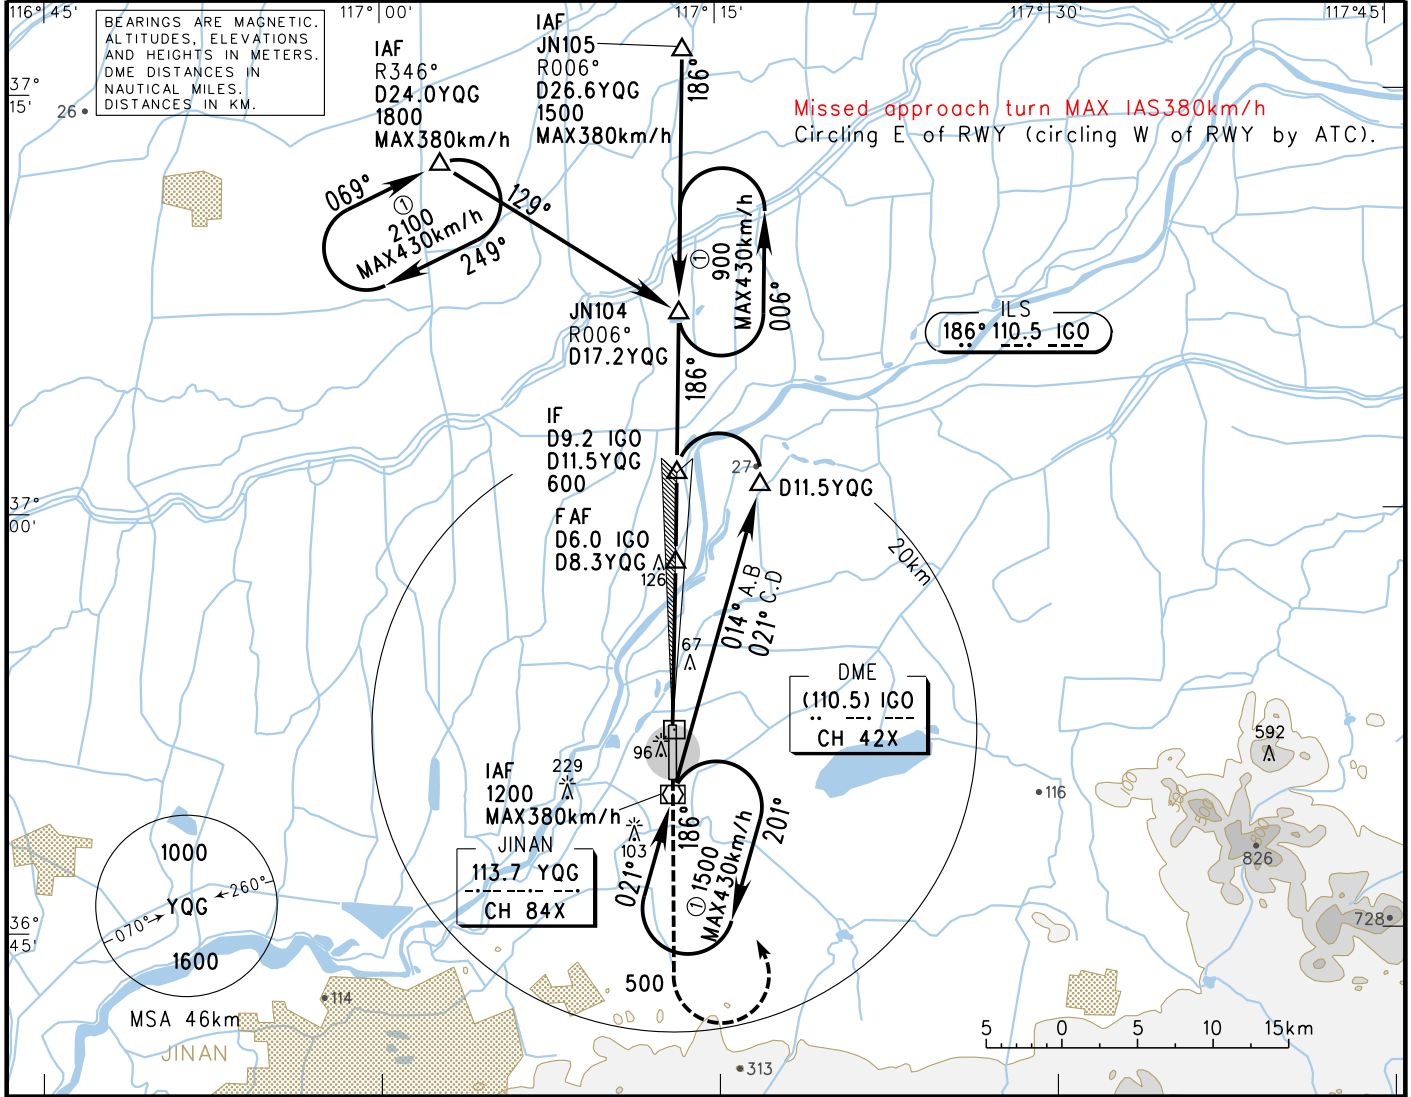 116° 45'
117° 00'
117° 15'
117° 30'
117° 45'
BEARINGS ARE MAGNETIC.
ALTITUDES, ELEVATIONS
AND HEIGHTS IN METERS.
DME DISTANCES IN
NAUTICAL MILES.
DISTANCES IN KM.
37°
15'
26
IAF
R346°
D24.0YQG
1800
MAX380km/h
IAF
JN105
R006°
D26.6YQG
1500
MAX380km/h
186°
Missed approach turn MAX IAS380km/h
Circling E of RWY (circling W of RWY by ATC).
069°
①
2100
MAX430km/h
249°
129°
①
900
MAX430km/h
006°
JN104
R006°
D17.2YQG
186°
ILS
186° 110.5 IGO
IF
D9.2 IGO
D11.5YQG
600
27
D11.5YQG
37°
00'
FAF
D6.0 IGO
D8.3YQG
126
20km
014° A.B
021° C.D
67
DME
(110.5) IGO
CH 42X
96
592
IAF
1200
MAX380km/h
229
116
103
JINAN
113.7 YQG
CH 84X
186°
201°
021°
① 1500
MAX430km/h
826
728
1000
YQG
260°
070°
1600
MSA 46km
36°
45'
500
114
JINAN
313
5 0 5 10 15km